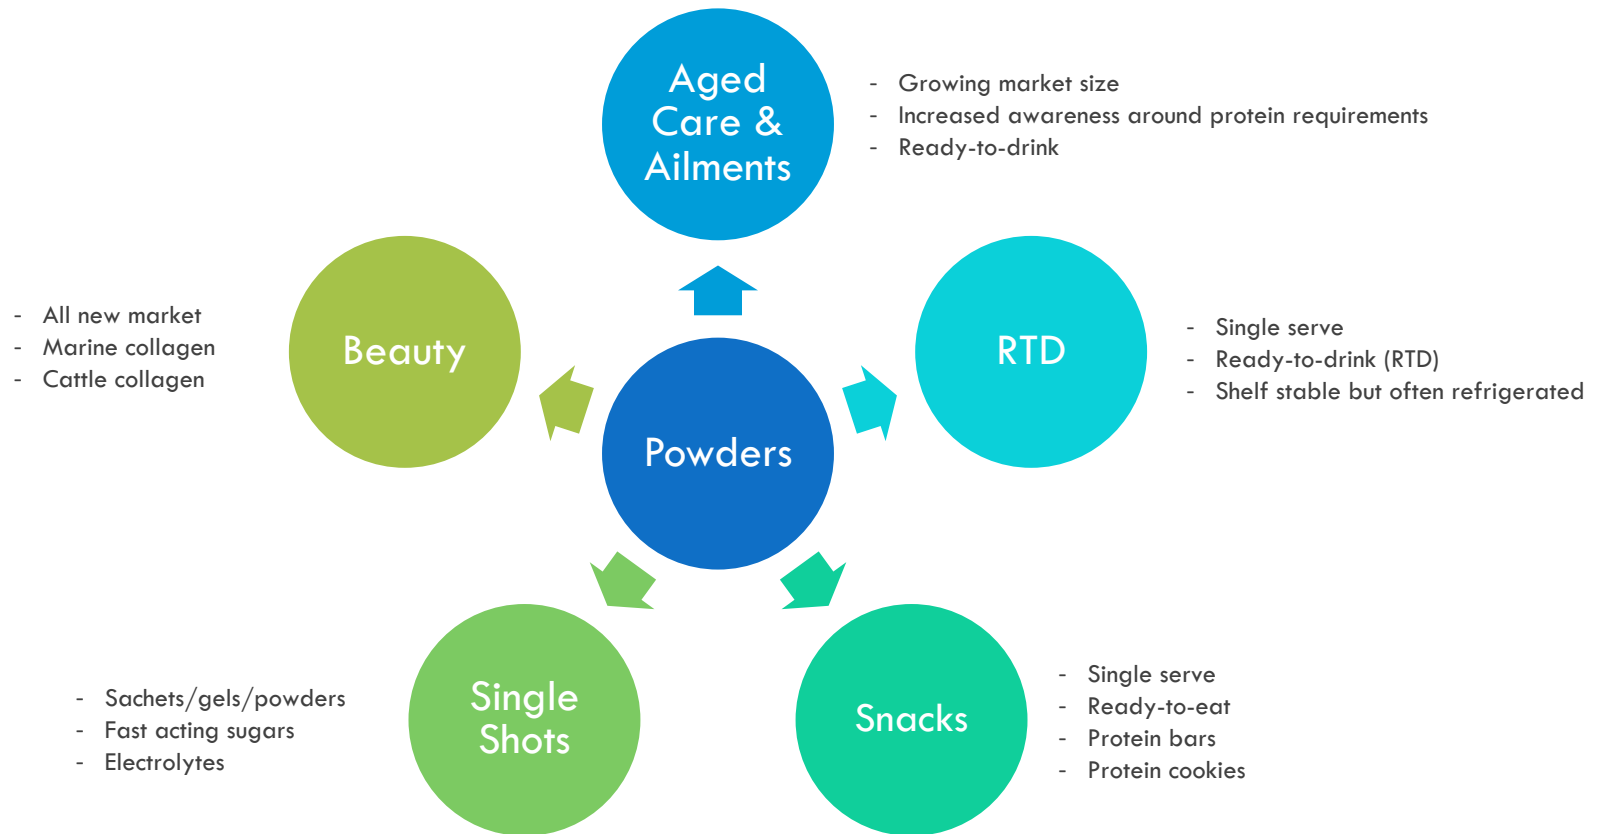 Aged
Care &
Ailments
- Growing market size
- Increased awareness around protein requirements
- Ready-to-drink
- All new market
- Marine collagen
- Cattle collagen
Beauty
RTD
- Single serve
- Ready-to-drink (RTD)
- Shelf stable but often refrigerated
Powders
- Sachets/gels/powders
- Fast acting sugars
- Electrolytes
Single
Shots
Snacks
- Single serve
- Ready-to-eat
- Protein bars
- Protein cookies